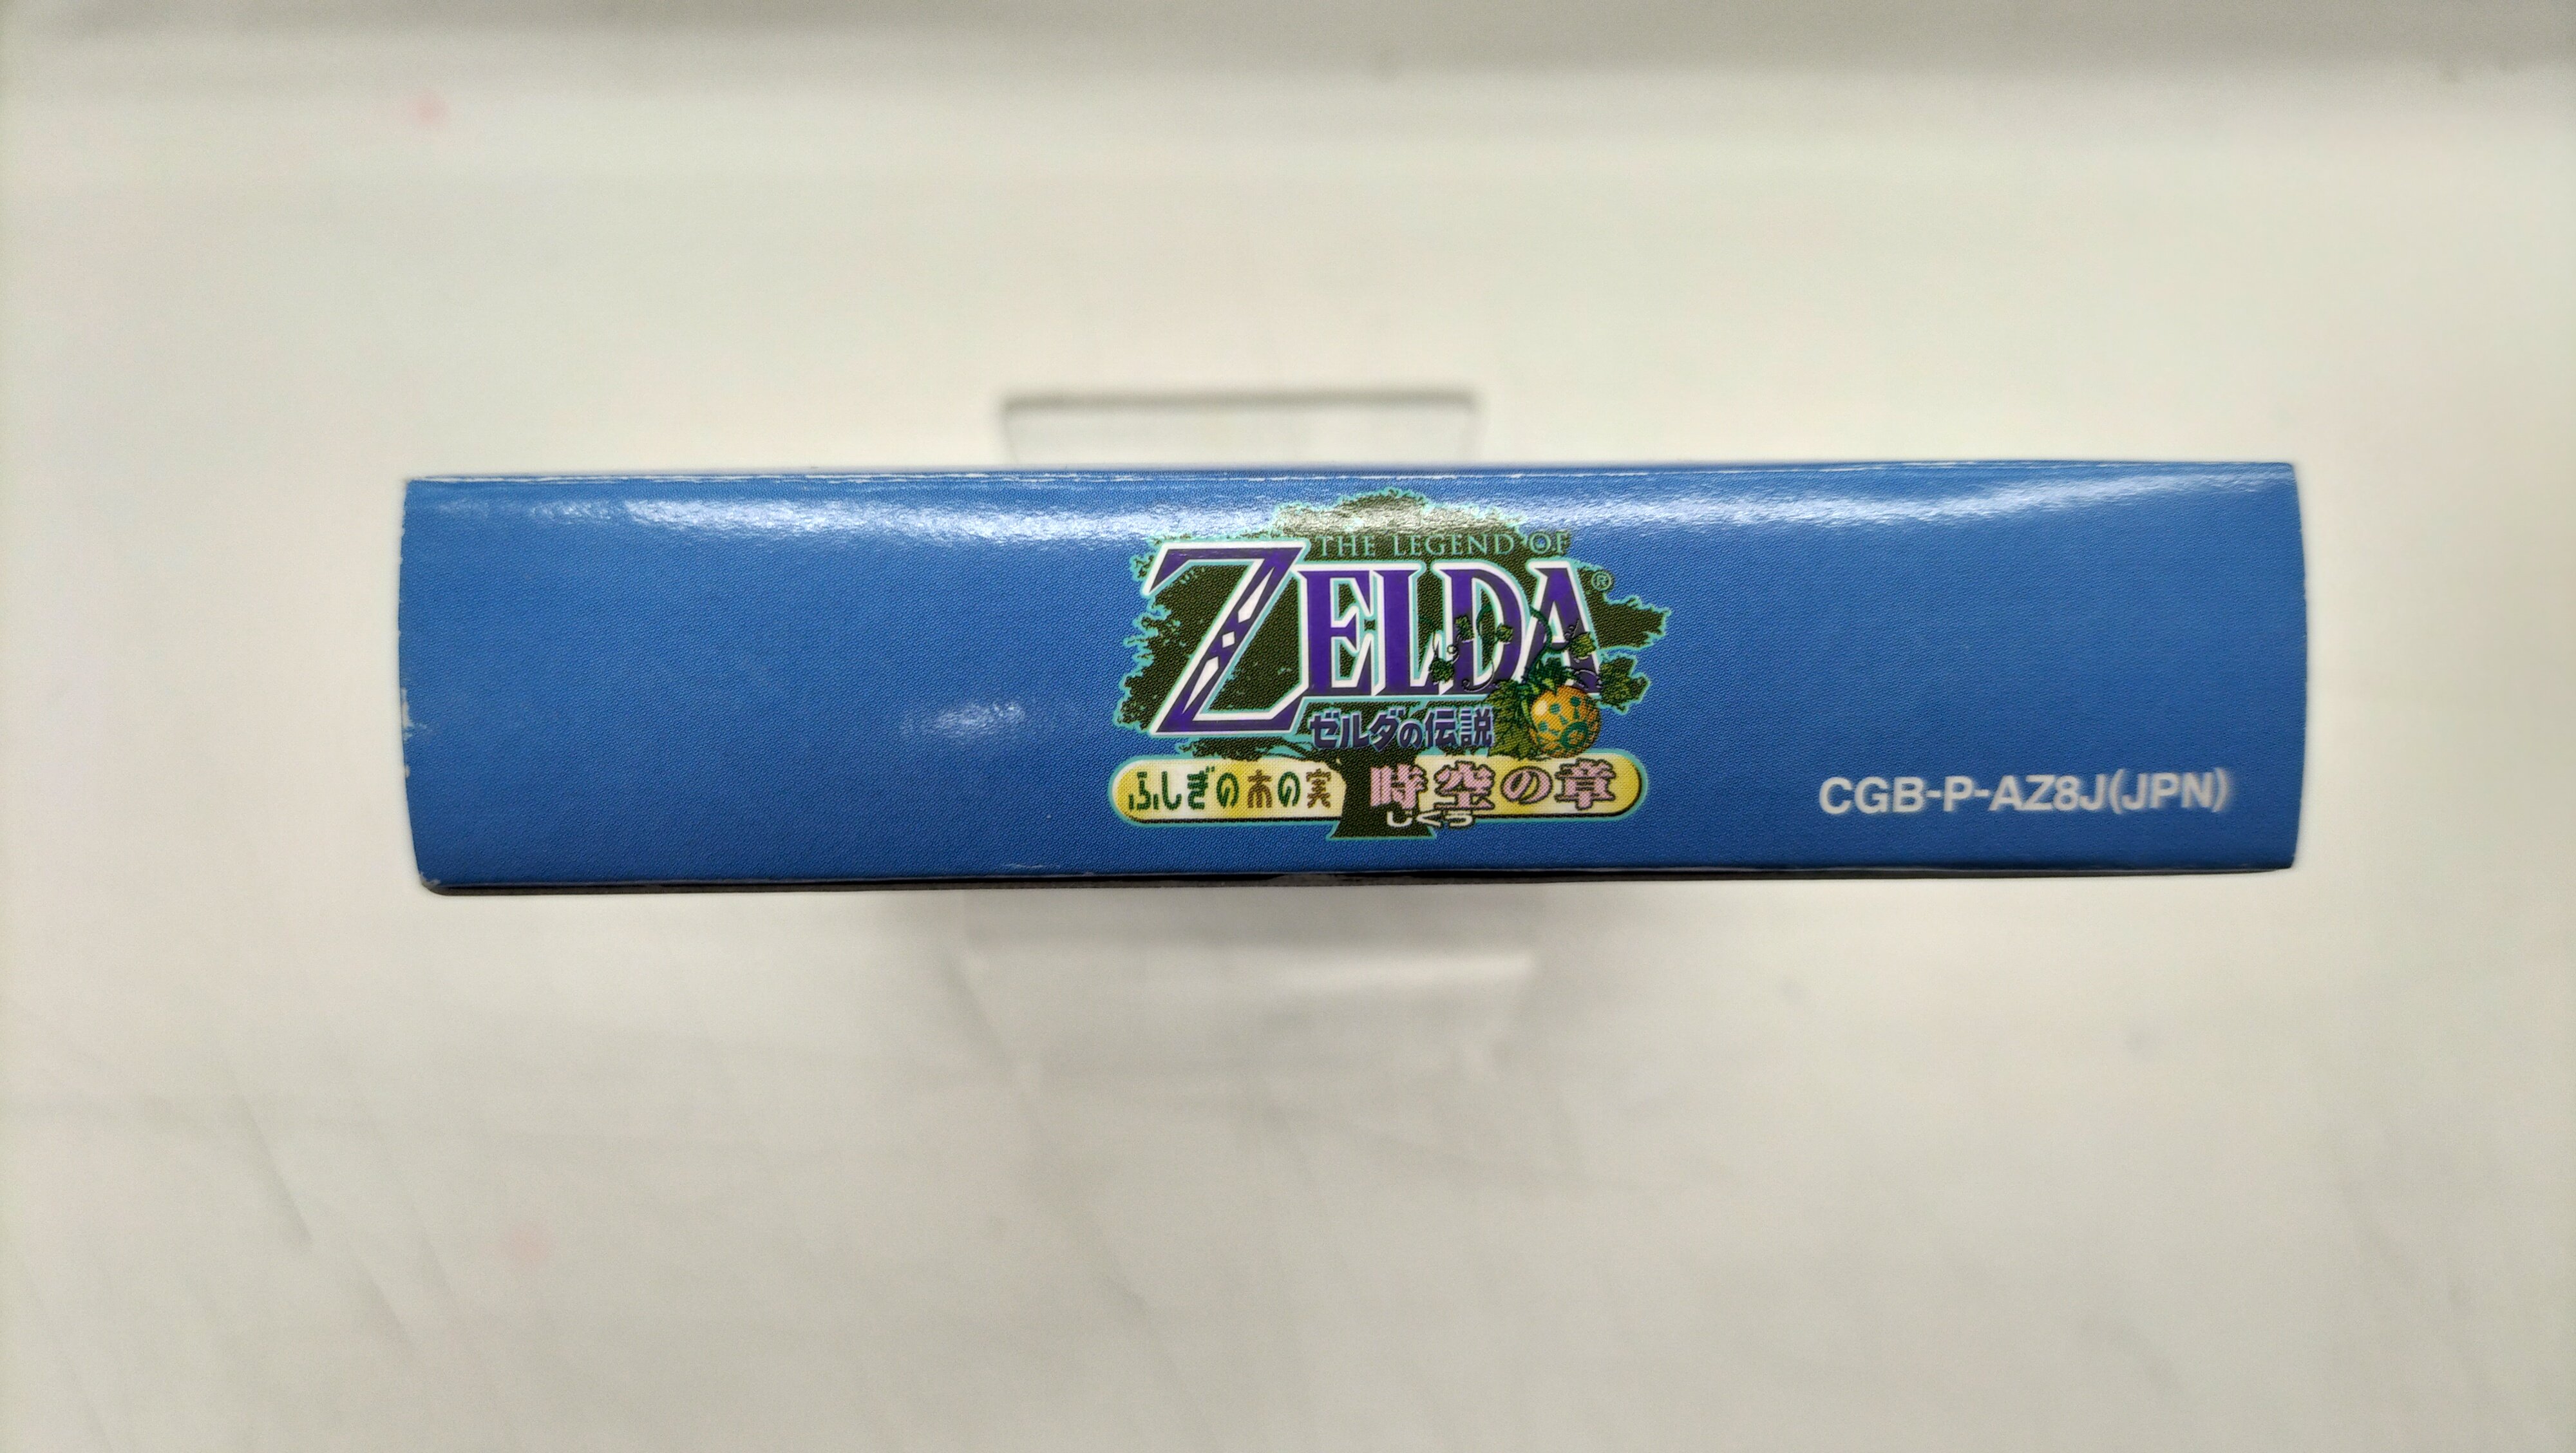 THE LEGEND OF
ZELDA®
ゼルダの伝説
ふしぎの木の実 時空の章
じくう
CGB-P-AZ8J(JPN)